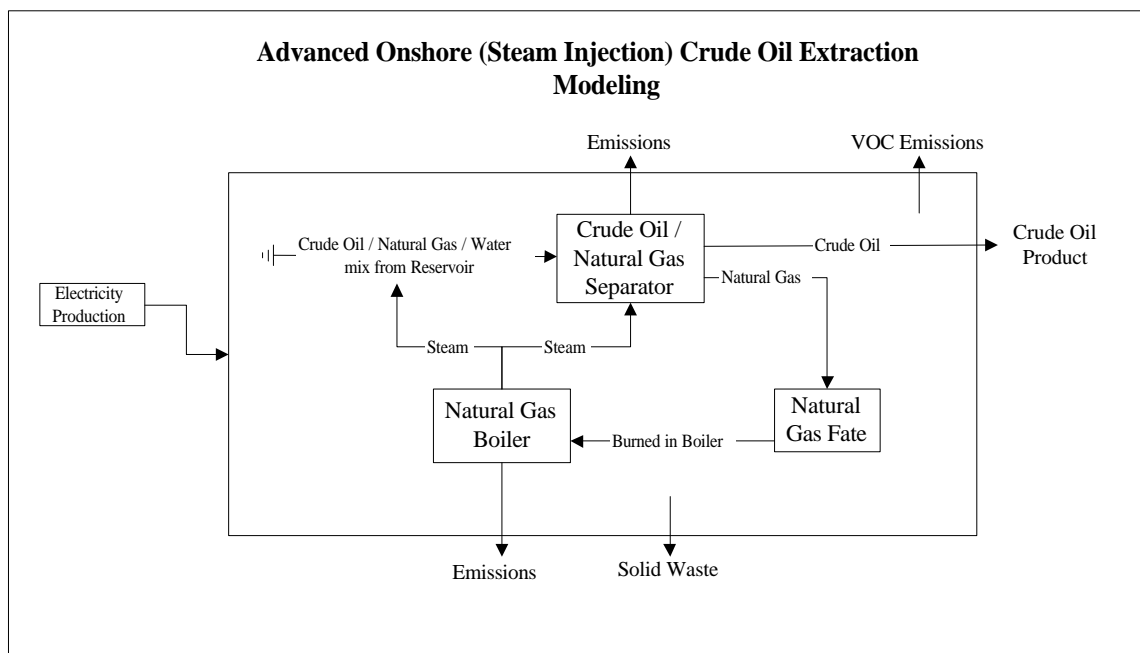 Advanced Onshore (Steam Injection) Crude Oil Extraction
Modeling
Emissions
VOC Emissions
Crude Oil / Natural Gas / Water
mix from Reservoir
Crude Oil /
Natural Gas
Separator
Crude Oil
Crude Oil
Product
Natural Gas
Electricity
Production
Steam
Steam
Natural Gas
Boiler
Burned in Boiler
Natural
Gas Fate
Emissions
Solid Waste